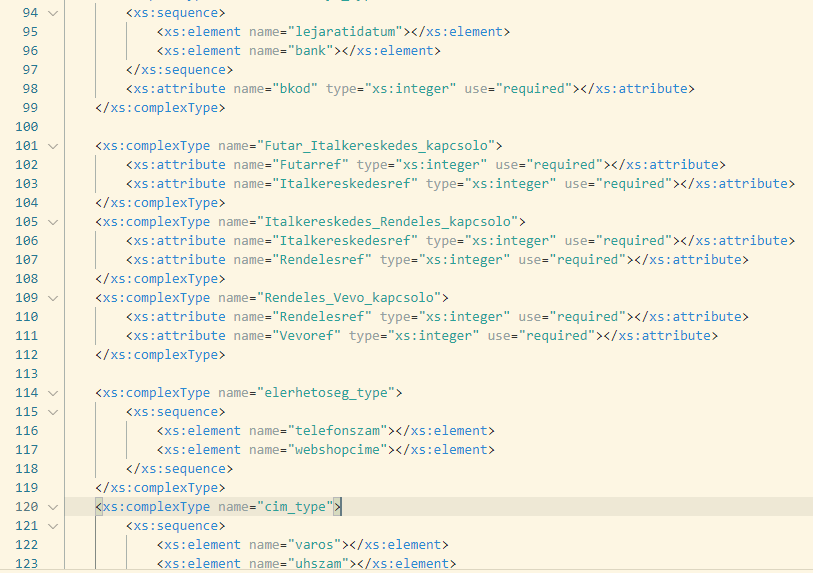 94 <xs:sequence>
95 <xs:element name="lejaratidatum"></xs:element>
96 <xs:element name="bank"></xs:element>
97 </xs:sequence>
98 <xs:attribute name="bkod" type="xs:integer" use="required"></xs:attribute>
99 </xs:complexType>
100
101 <xs:complexType name="Futar_Italkereskedes_kapcsolo">
102 <xs:attribute name="Futarref" type="xs:integer" use="required"></xs:attribute>
103 <xs:attribute name="Italkereskedesref" type="xs:integer" use="required"></xs:attribute>
104 </xs:complexType>
105 <xs:complexType name="Italkereskedes_Rendeles_kapcsolo">
106 <xs:attribute name="Italkereskedesref" type="xs:integer" use="required"></xs:attribute>
107 <xs:attribute name="Rendelesref" type="xs:integer" use="required"></xs:attribute>
108 </xs:complexType>
109 <xs:complexType name="Rendeles_Vevo_kapcsolo">
110 <xs:attribute name="Rendelesref" type="xs:integer" use="required"></xs:attribute>
111 <xs:attribute name="Vevoref" type="xs:integer" use="required"></xs:attribute>
112 </xs:complexType>
113
114 <xs:complexType name="elerhetoseg_type">
115 <xs:sequence>
116 <xs:element name="telefonszam"></xs:element>
117 <xs:element name="webshopcime"></xs:element>
118 </xs:sequence>
119 </xs:complexType>
120 <xs:complexType name="cim_type">
121 <xs:sequence>
122 <xs:element name="varos"></xs:element>
123 <xs:element name="uhszam"></xs:element>